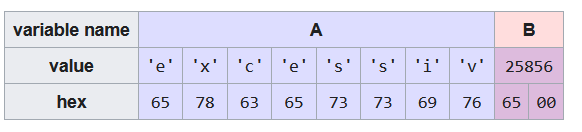 variable name A B
value 'e' 'x' 'c' 'e' 's' 's' 'i' 'v' 25856
hex 65 78 63 65 73 73 69 76 65 00